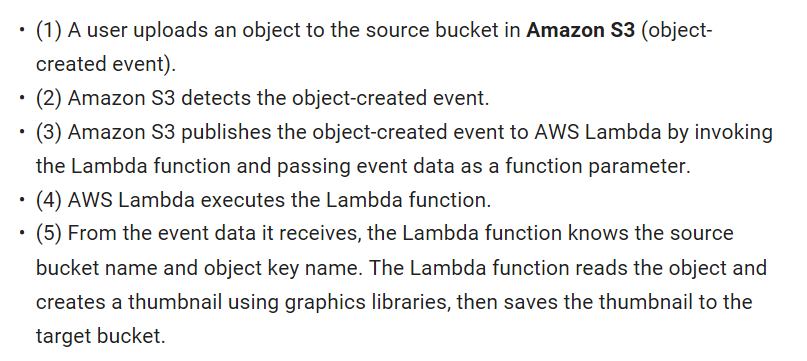 • (1) A user uploads an object to the source bucket in Amazon S3 (object-
created event).
• (2) Amazon S3 detects the object-created event.
• (3) Amazon S3 publishes the object-created event to AWS Lambda by invoking
the Lambda function and passing event data as a function parameter.
• (4) AWS Lambda executes the Lambda function.
• (5) From the event data it receives, the Lambda function knows the source
bucket name and object key name. The Lambda function reads the object and
creates a thumbnail using graphics libraries, then saves the thumbnail to the
target bucket.